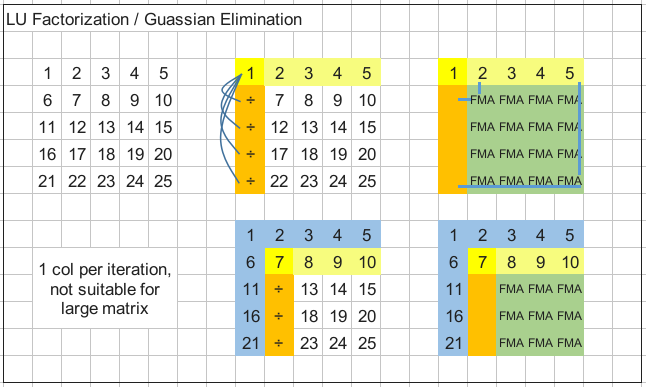 LU Factorization / Guassian Elimination
1 2 3 4 5
6 7 8 9 10
11 12 13 14 15
16 17 18 19 20
21 22 23 24 25
1 2 3 4 5
÷ 7 8 9 10
÷ 12 13 14 15
÷ 17 18 19 20
÷ 22 23 24 25
1 2 3 4 5
FMA FMA FMA FMA
FMA FMA FMA FMA
FMA FMA FMA FMA
FMA FMA FMA FMA
1 col per iteration,
not suitable for
large matrix
1 2 3 4 5
6 7 8 9 10
11 ÷ 13 14 15
16 ÷ 18 19 20
21 ÷ 23 24 25
1 2 3 4 5
6 7 8 9 10
11 FMA FMA FMA
16 FMA FMA FMA
21 FMA FMA FMA